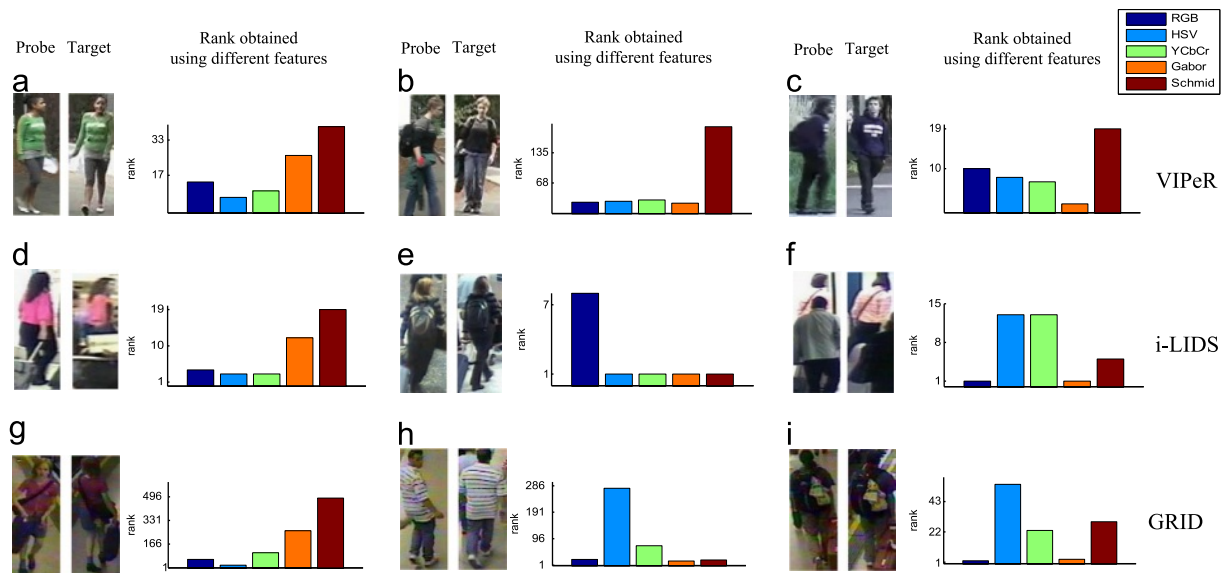 Probe Target
Rank obtained
using different features
Probe Target
Rank obtained
using different features
Probe Target
Rank obtained
using different features
RGB
HSV
YCbCr
Gabor
Schmid
a
rank
33
17
b
rank
135
68
c
rank
19
10
VIPeR
d
rank
19
10
1
e
rank
7
1
f
rank
15
8
1
i-LIDS
g
rank
496
331
166
1
h
rank
286
191
96
1
i
rank
43
22
1
GRID